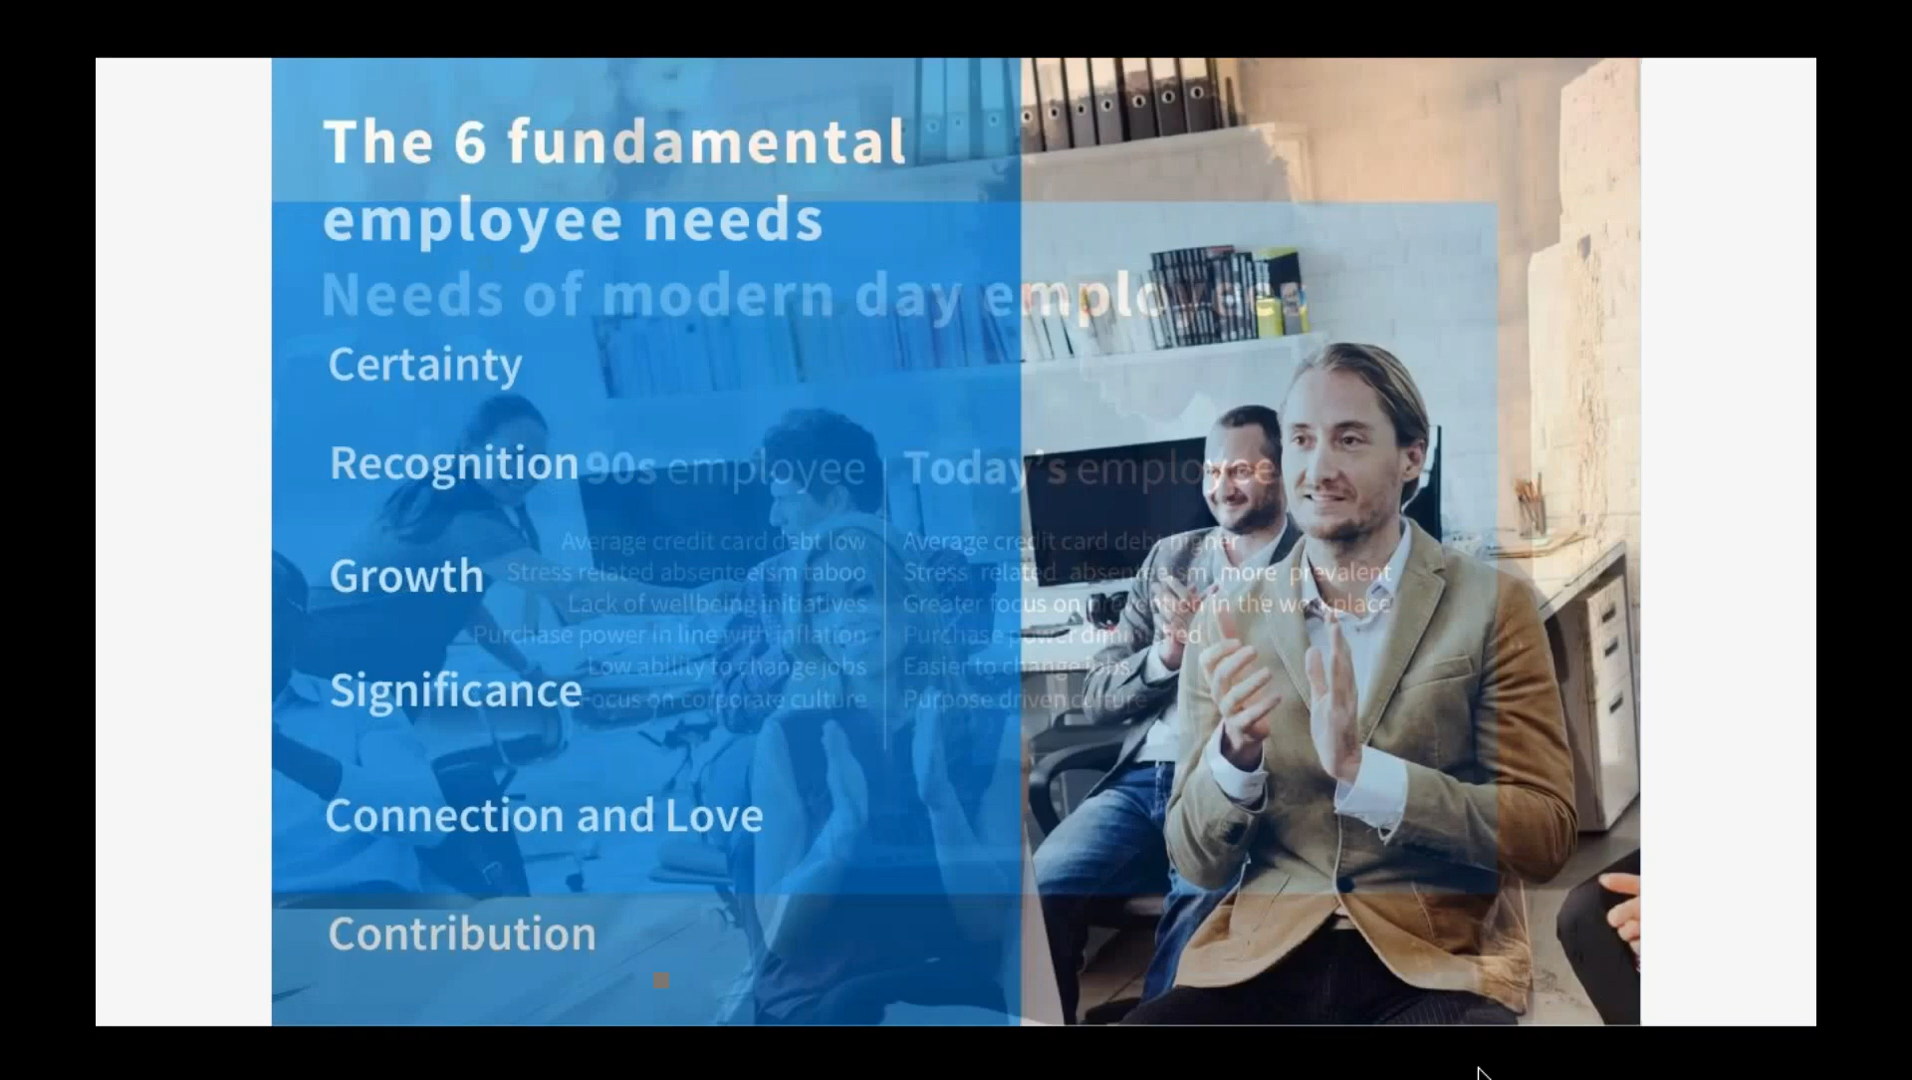 The 6 fundamental
employee needs
Needs of modern day employee
Certainty
Recognition
Growth
Significance
Connection and Love
Contribution
90s employee
Average credit card debt low
Stress related absenteeism taboo
Lack of wellbeing initiatives
Purchase power in line with inflation
Low ability to change jobs
Focus on corporate culture
Today's employee
Average credit card debt higher
Stress related absenteeism more prevalent
Greater focus on prevention in the workplace
Purchase power diminished
Easier to change jobs
Purpose driven culture